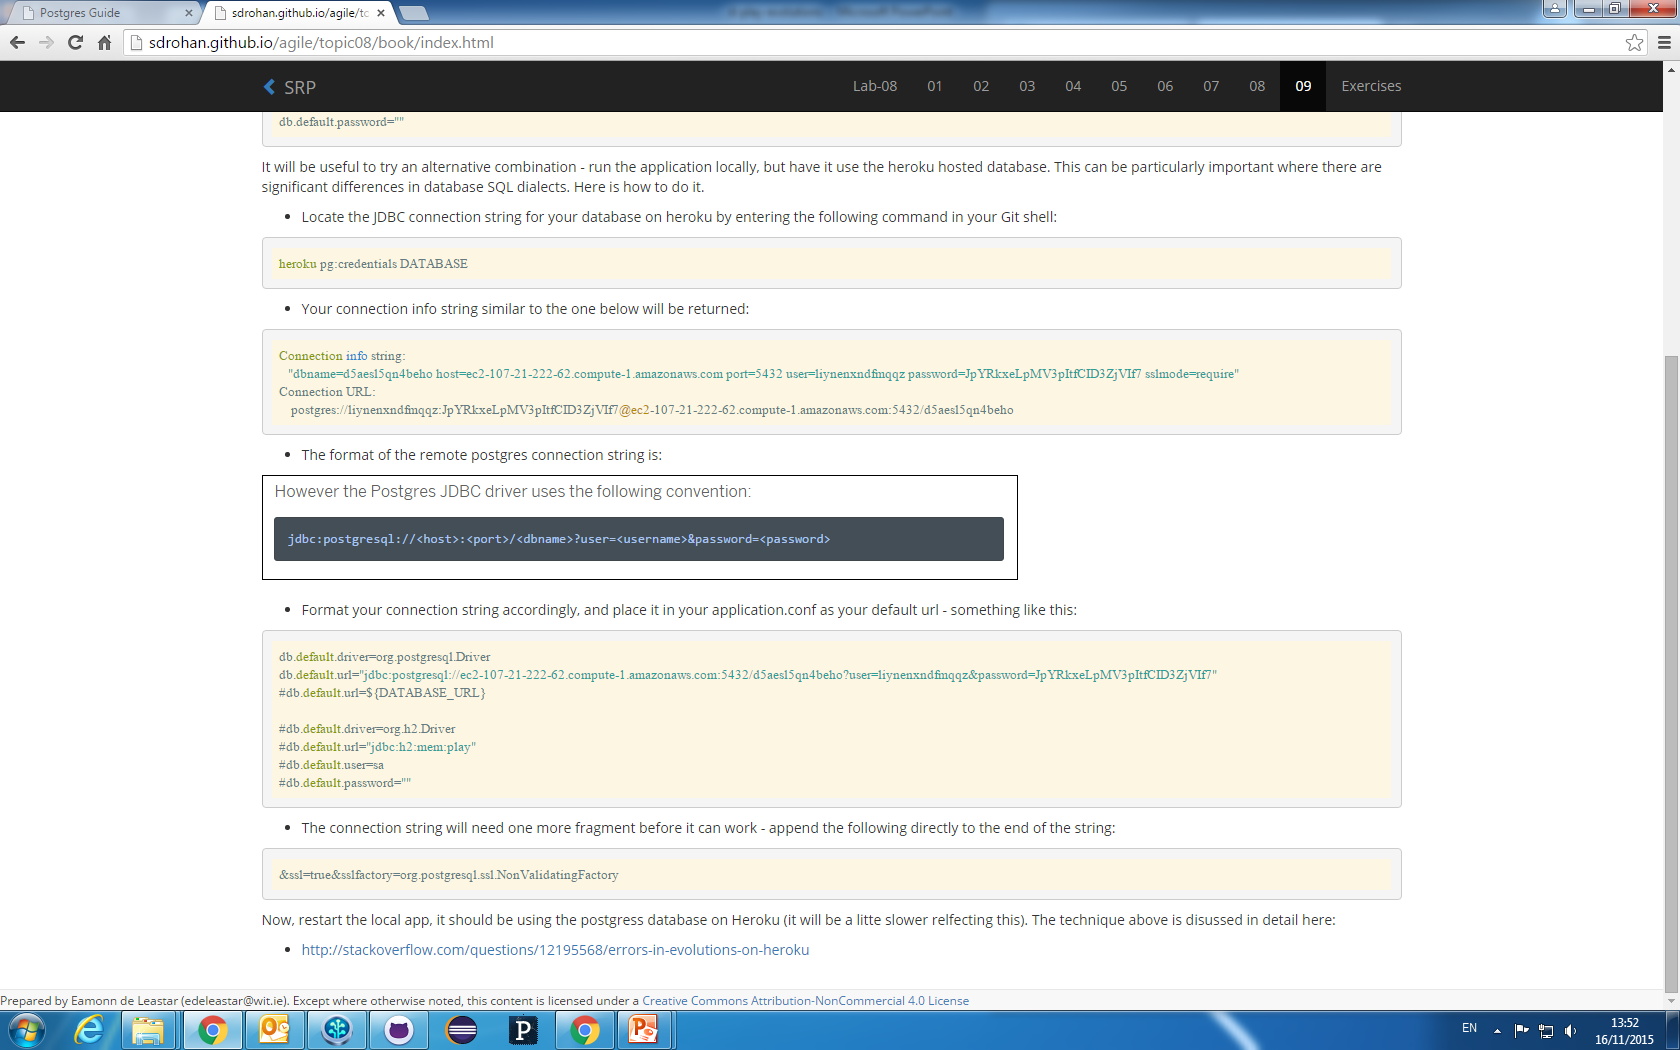 Postgres Guide
sdrohan.github.io/agile/to
sdrohan.github.io/agile/topic08/book/index.html
SRP
Lab-08 01 02 03 04 05 06 07 08 09 Exercises
db.default.password=""
It will be useful to try an alternative combination - run the application locally, but have it use the heroku hosted database. This can be particularly important where there are
significant differences in database SQL dialects. Here is how to do it.
• Locate the JDBC connection string for your database on heroku by entering the following command in your Git shell:
heroku pg:credentials DATABASE
• Your connection info string similar to the one below will be returned:
Connection info string:
"dbname=d5aesl5qn4beho host=ec2-107-21-222-62.compute-1.amazonaws.com port=5432 user=liynenxndfmqqz password=JpYRkxeLpMV3pItfCID3ZjVIf7 sslmode=require"
Connection URL:
postgres://liynenxndfmqqz:JpYRkxeLpMV3pItfCID3ZjVIf7@ec2-107-21-222-62.compute-1.amazonaws.com:5432/d5aesl5qn4beho
• The format of the remote postgres connection string is:
However the Postgres JDBC driver uses the following convention:
jdbc:postgresql://<host>:<port>/<dbname>?user=<username>&password=<password>
• Format your connection string accordingly, and place it in your application.conf as your default url - something like this:
db.default.driver=org.postgresql.Driver
db.default.url="jdbc:postgresql://ec2-107-21-222-62.compute-1.amazonaws.com:5432/d5aesl5qn4beho?user=liynenxndfmqqz&password=JpYRkxeLpMV3pItfCID3ZjVIf7"
#db.default.url=${DATABASE_URL}
#db.default.driver=org.h2.Driver
#db.default.url="jdbc:h2:mem:play"
#db.default.user=sa
#db.default.password=""
• The connection string will need one more fragment before it can work - append the following directly to the end of the string:
&ssl=true&sslfactory=org.postgresql.ssl.NonValidatingFactory
Now, restart the local app, it should be using the postgress database on Heroku (it will be a litte slower relfecting this). The technique above is disussed in detail here:
• http://stackoverflow.com/questions/12195568/errors-in-evolutions-on-heroku
Prepared by Eamonn de Leastar (edeleastar@wit.ie). Except where otherwise noted, this content is licensed under a Creative Commons Attribution-NonCommercial 4.0 License
EN
13:52
16/11/2015